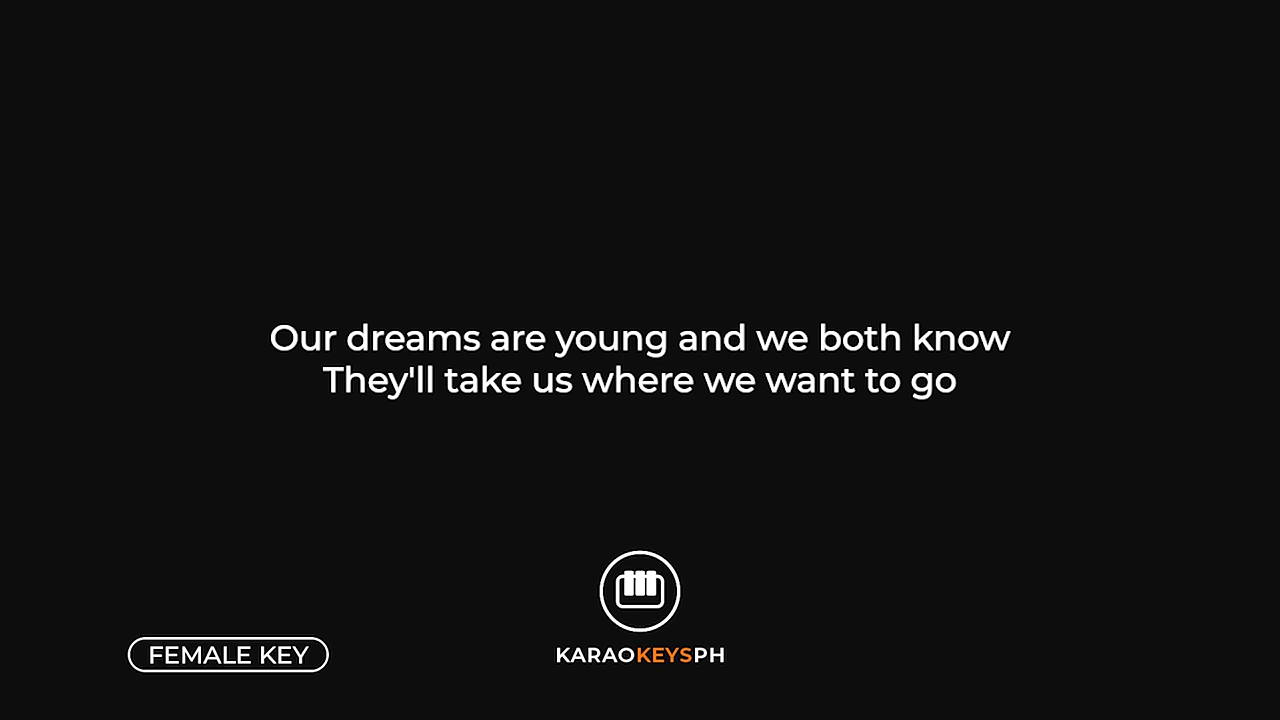 Our dreams are young and we both know
They'll take us where we want to go
FEMALE KEY
KARAOKEYSPH